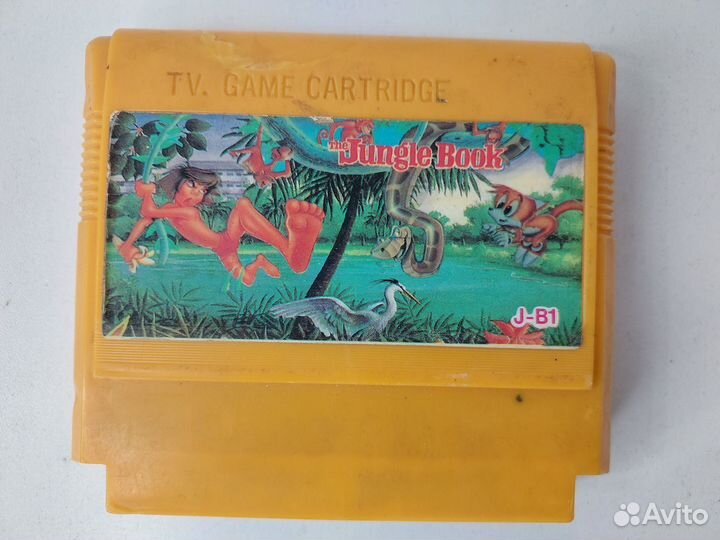 TV. GAME CARTRIDGE
The Jungle Book
J-B1
Avito